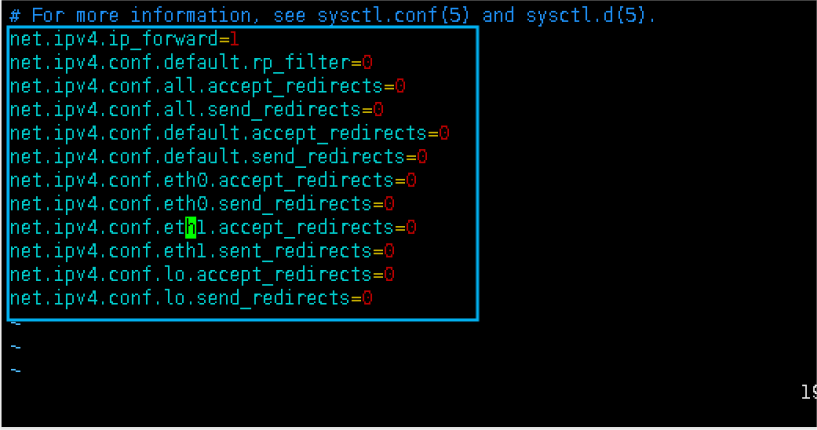 # For more information, see sysctl.conf(5) and sysctl.d(5).
net.ipv4.ip_forward=1
net.ipv4.conf.default.rp_filter=0
net.ipv4.conf.all.accept_redirects=0
net.ipv4.conf.all.send_redirects=0
net.ipv4.conf.default.accept_redirects=0
net.ipv4.conf.default.send_redirects=0
net.ipv4.conf.eth0.accept_redirects=0
net.ipv4.conf.eth0.send_redirects=0
net.ipv4.conf.eth1.accept_redirects=0
net.ipv4.conf.eth1.sent_redirects=0
net.ipv4.conf.lo.accept_redirects=0
net.ipv4.conf.lo.send_redirects=0
~
~
~